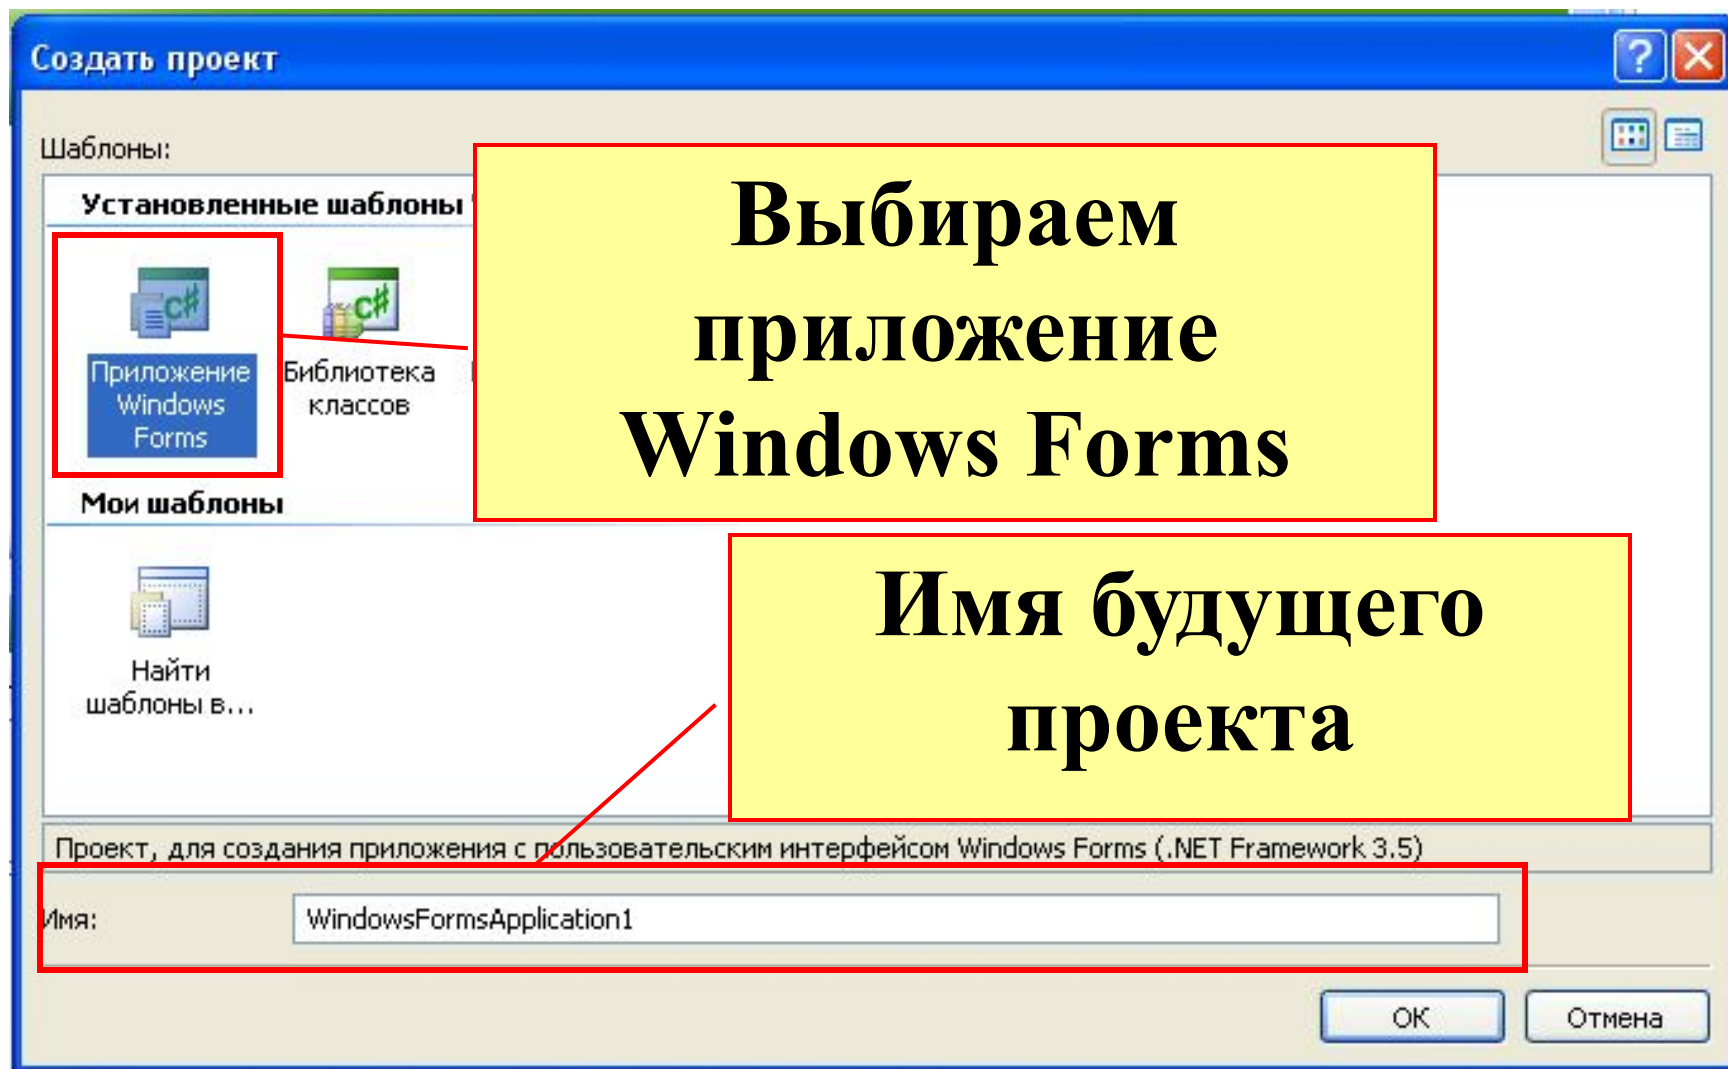 Создать проект
Шаблоны:
Установленные шаблоны
Приложение
Windows
Forms
Библиотека
классов
Выбираем
приложение
Windows Forms
Мои шаблоны
Найти
шаблоны в...
Имя будущего
проекта
Проект, для создания приложения с пользовательским интерфейсом Windows Forms (.NET Framework 3.5)
Имя:
WindowsFormsApplication1
ОК
Отмена